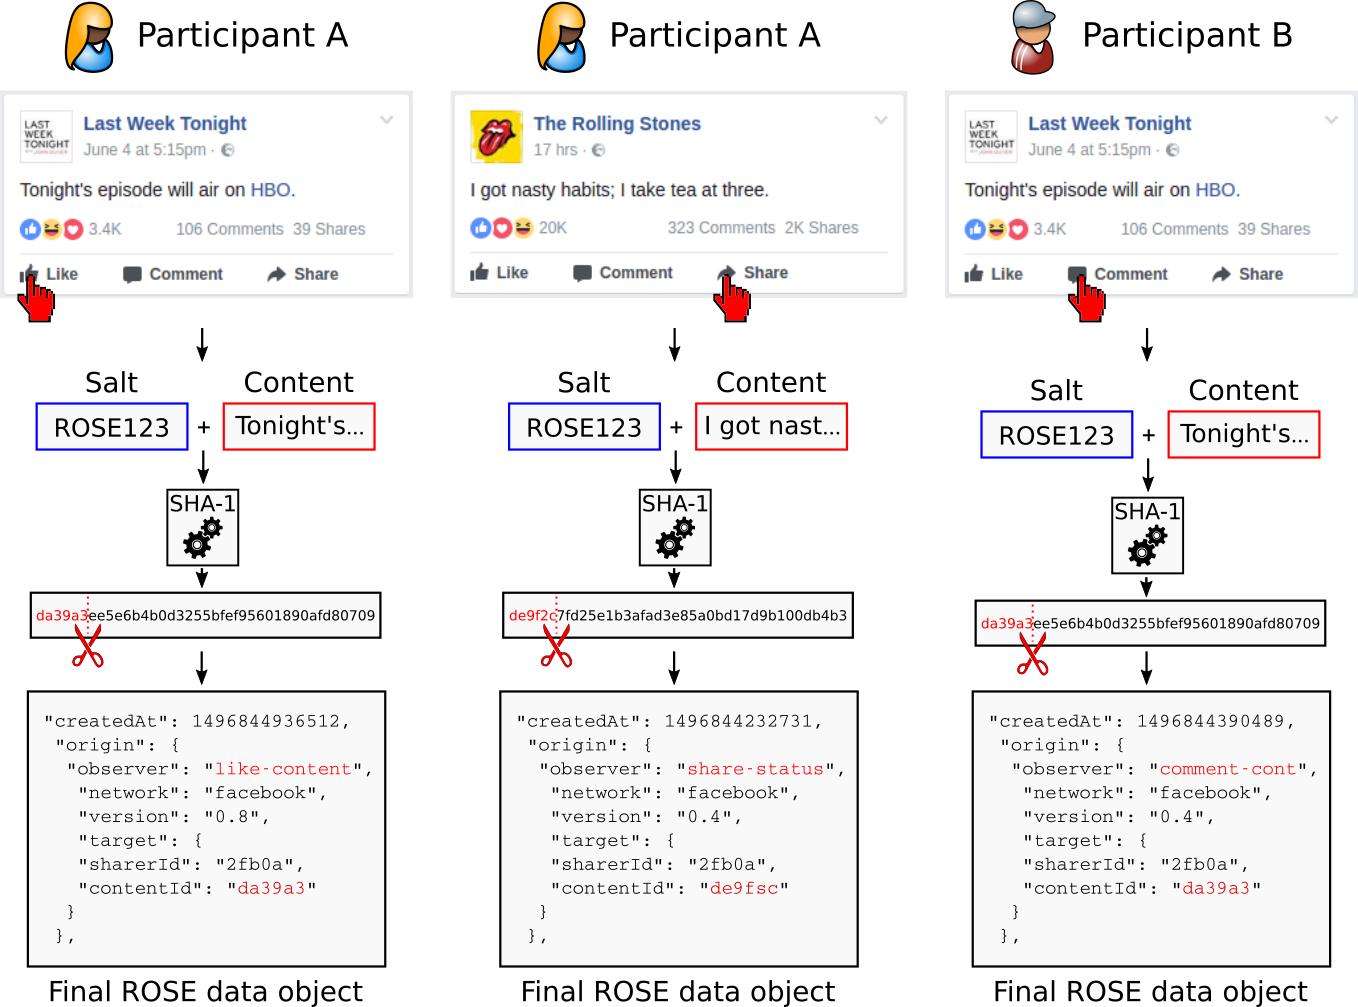 Participant A
LAST
WEEK
TONIGHT
Last Week Tonight
June 4 at 5:15pm ·
Tonight's episode will air on HBO.
3.4K 106 Comments 39 Shares
Like Comment Share
Salt Content
ROSE123 + Tonight's...
SHA-1
da39a3ee5e6b4b0d3255bfef95601890afd80709
"createdAt": 1496844936512,
"origin": {
"observer": "like-content",
"network": "facebook",
"version": "0.8",
"target": {
"sharerId": "2fb0a",
"contentId": "da39a3"
}
},
Final ROSE data object
Participant A
The Rolling Stones
17 hrs ·
I got nasty habits; I take tea at three.
20K 323 Comments 2K Shares
Like Comment Share
Salt Content
ROSE123 + I got nast...
SHA-1
de9f2c7fd25e1b3afad3e85a0bd17d9b100db4b3
"createdAt": 1496844232731,
"origin": {
"observer": "share-status",
"network": "facebook",
"version": "0.4",
"target": {
"sharerId": "2fb0a",
"contentId": "de9fsc"
}
},
Final ROSE data object
Participant B
LAST
WEEK
TONIGHT
Last Week Tonight
June 4 at 5:15pm ·
Tonight's episode will air on HBO.
3.4K 106 Comments 39 Shares
Like Comment Share
Salt Content
ROSE123 + Tonight's...
SHA-1
da39a3ee5e6b4b0d3255bfef95601890afd80709
"createdAt": 1496844390489,
"origin": {
"observer": "comment-cont",
"network": "facebook",
"version": "0.4",
"target": {
"sharerId": "2fb0a",
"contentId": "da39a3"
}
},
Final ROSE data object